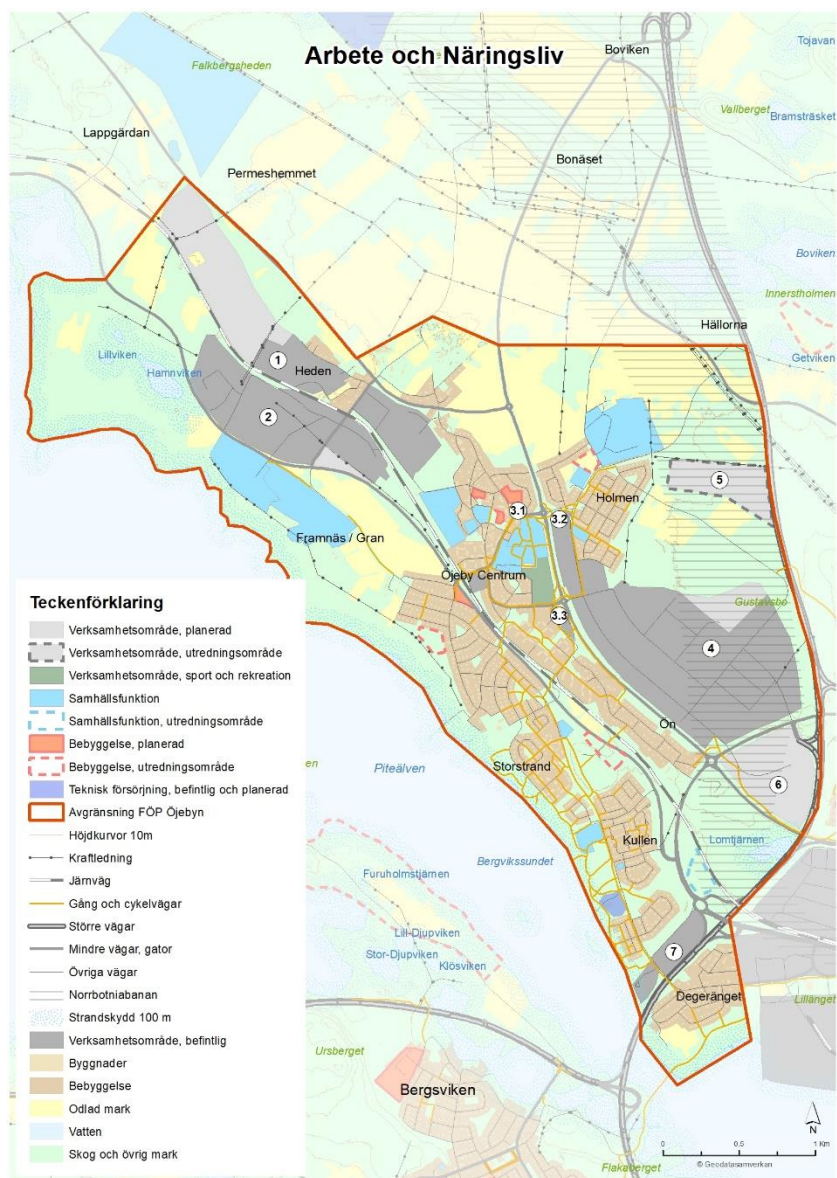 Arbete och Näringsliv
Boviken
Tojavan
Falkbergsheden
Vallberget
Bramsträsket
Lappgärdan
Permeshemmet
Bonäset
Boviken
Innerstholmen
Hällorna
Getviken
Lillviken
Hamnviken
1
Heden
2
5
3.1
3.2
Holmen
Framnäs / Gran
Öjeby Centrum
3.3
Gustavsbo
4
Ön
Piteälven
Storstrand
6
Kullen
Lomtjärnen
Bergvikssundet
Furuholmstjärnen
Lill-Djupviken
Stor-Djupviken
Klösviken
7
Degeränget
Lillänget
Ursberget
Bergsviken
Flakaberget
Teckenförklaring
Verksamhetsområde, planerad
Verksamhetsområde, utredningsområde
Verksamhetsområde, sport och rekreation
Samhällsfunktion
Samhällsfunktion, utredningsområde
Bebyggelse, planerad
Bebyggelse, utredningsområde
Teknisk försörjning, befintlig och planerad
Avgränsning FÖP Öjebyn
Höjdkurvor 10m
Kraftledning
Järnväg
Gång och cykelvägar
Större vägar
Mindre vägar, gator
Övriga vägar
Norrbotniabanan
Strandskydd 100 m
Verksamhetsområde, befintlig
Byggnader
Bebyggelse
Odlad mark
Vatten
Skog och övrig mark
N
0 0.5 1 Km
© Geodatasamverkan